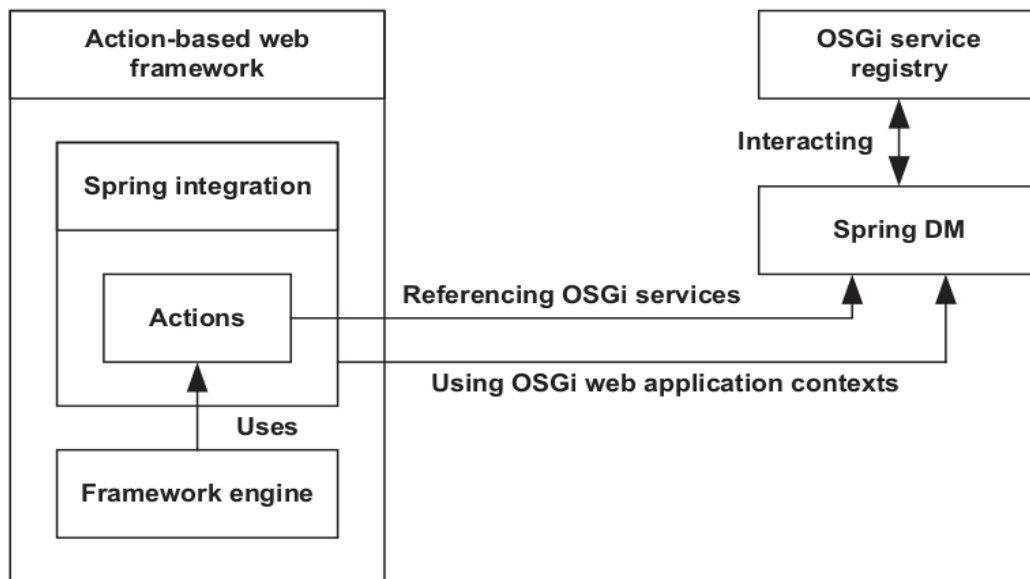 Action-based web
framework
OSGi service
registry
Interacting
Spring integration
Spring DM
Actions
Referencing OSGi services
Using OSGi web application contexts
Uses
Framework engine